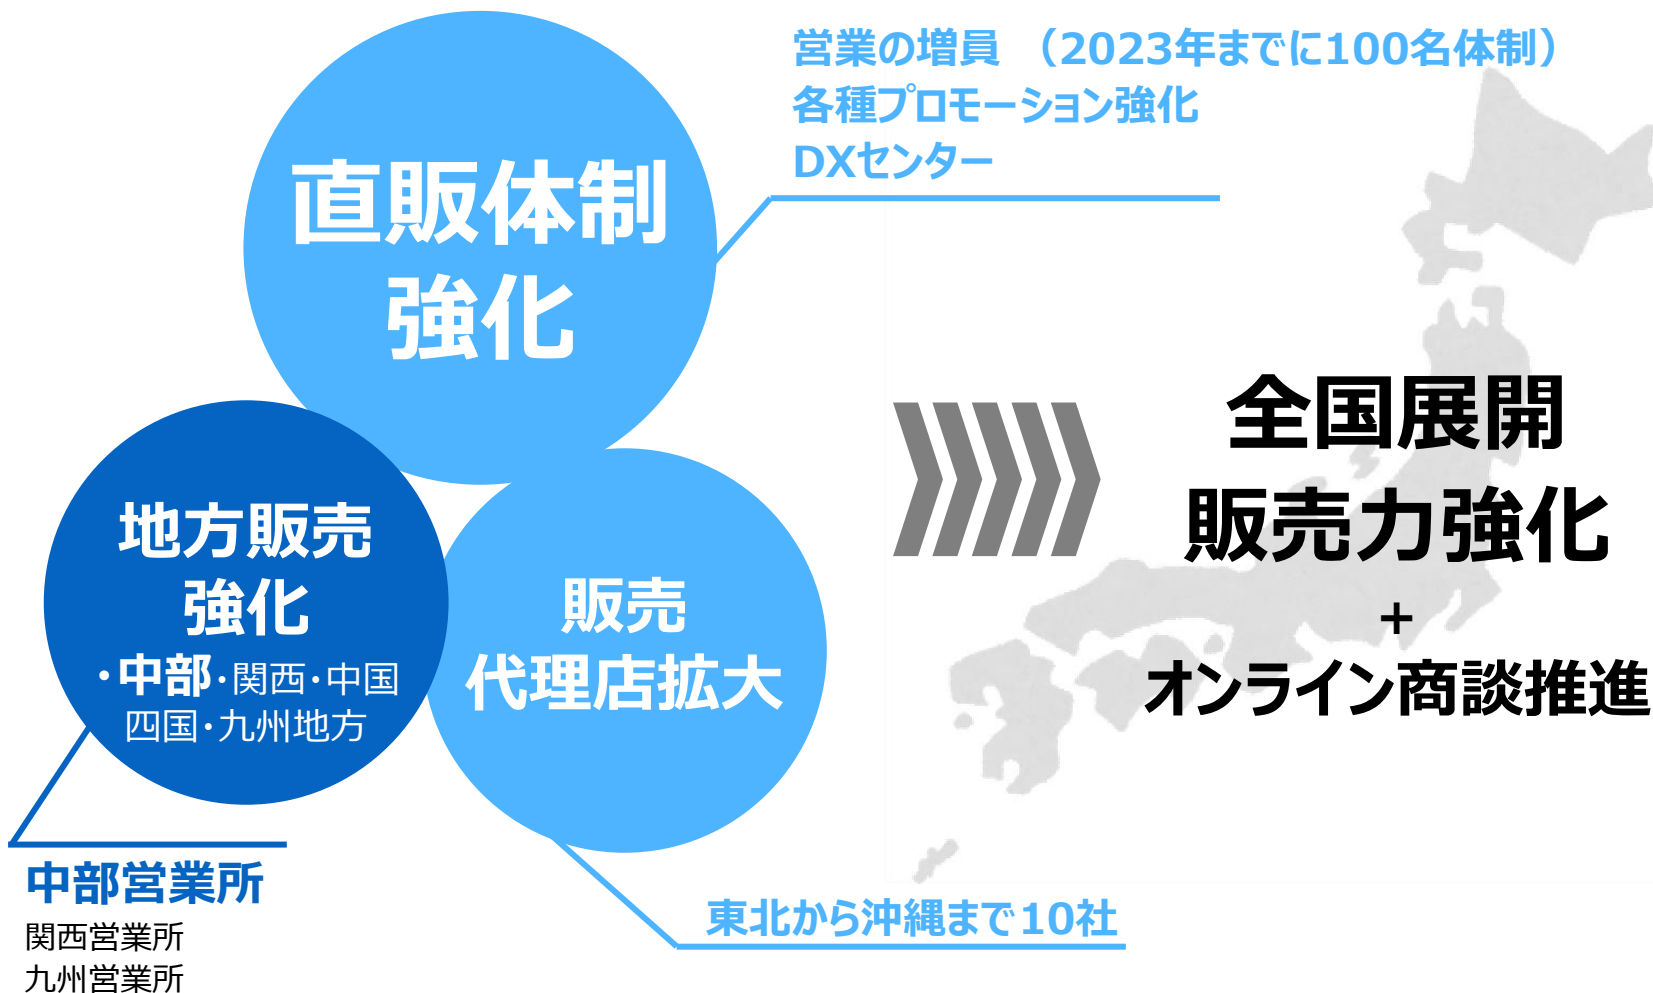 営業の増員 （2023年までに100名体制）
各種プロモーション強化
DXセンター
直販体制
強化
地方販売
強化
・中部・関西・中国
四国・九州地方
販売
代理店拡大
全国展開
販売力強化
+
オンライン商談推進
中部営業所
関西営業所
九州営業所
東北から沖縄まで10社